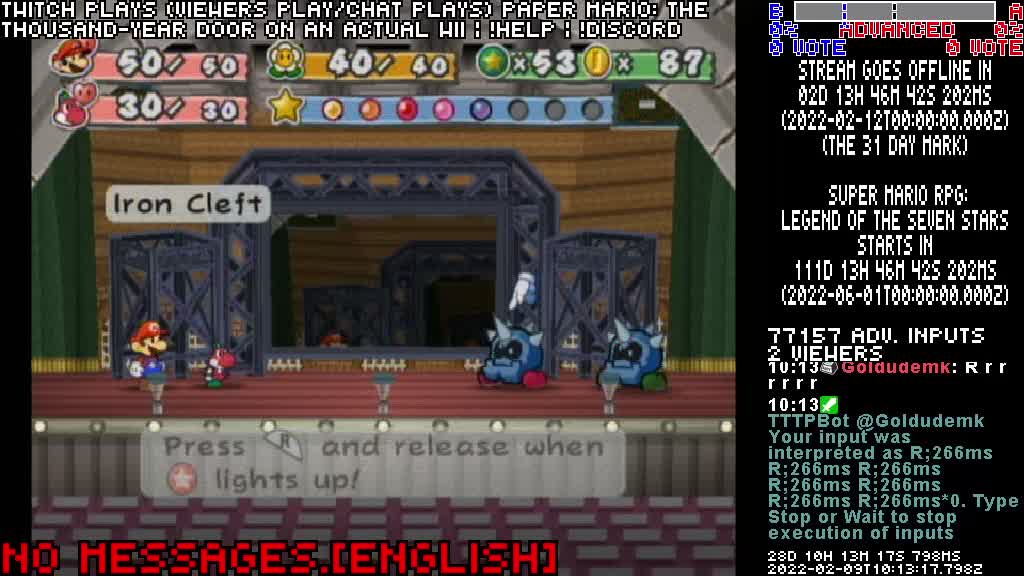 TWITCH PLAYS (VIEWERS PLAY/CHAT PLAYS) PAPER MARIO: THE
THOUSAND-YEAR DOOR ON AN ACTUAL WII | !HELP | !DISCORD
B A
0% ADVANCED 0%
0 VOTE 0 VOTE
50/50 40/40 ×53 × 87
30/30
STREAM GOES OFFLINE IN
02D 13H 46M 42S 202MS
(2022-02-12T00:00:00.000Z)
(THE 31 DAY MARK)
SUPER MARIO RPG:
LEGEND OF THE SEVEN STARS
STARTS IN
111D 13H 46M 42S 202MS
(2022-06-01T00:00:00.000Z)
Iron Cleft
77157 ADV. INPUTS
2 VIEWERS
10:13 Goldudemk: R r r
r r r r
10:13
TTTPBot @Goldudemk
Your input was
interpreted as R;266ms
R;266ms R;266ms
R;266ms R;266ms
R;266ms R;266ms*0. Type
Stop or Wait to stop
execution of inputs
Press R and release when
lights up!
NO MESSAGES.[ENGLISH]
28D 10H 13M 17S 798MS
2022-02-09T10:13:17.798Z